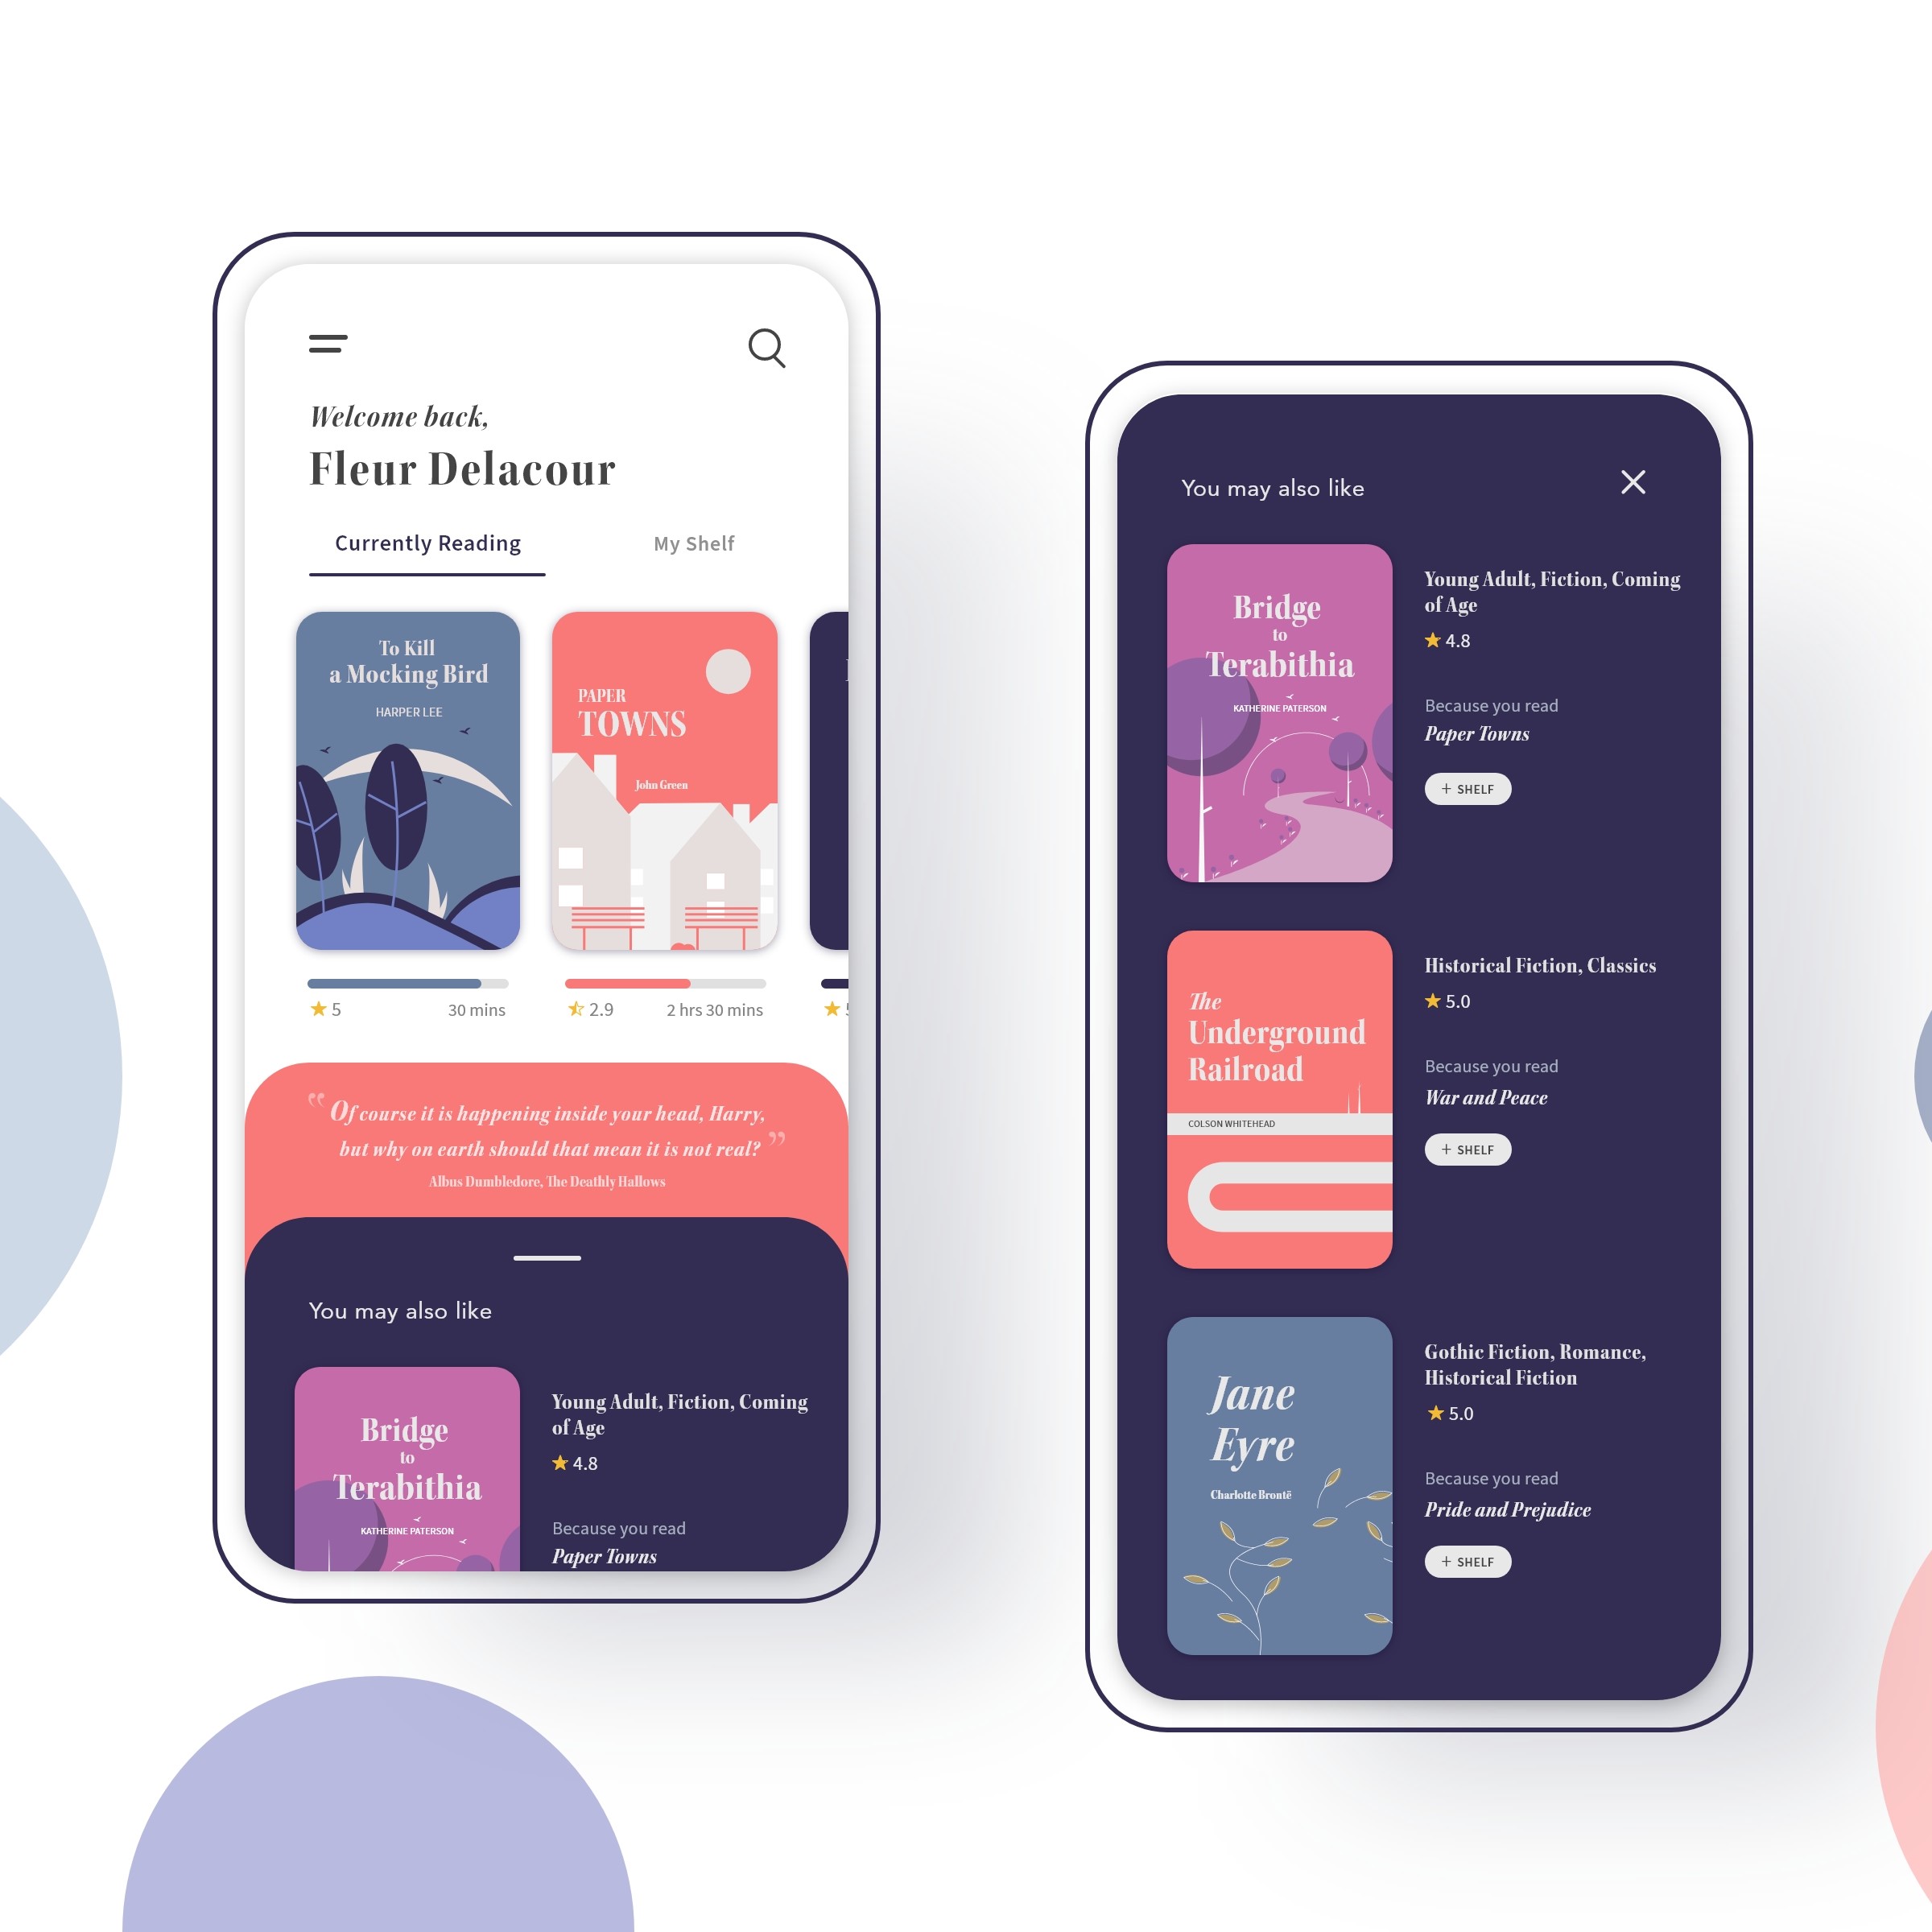 Welcome back,
Fleur Delacour
Currently Reading
My Shelf
To Kill
a Mocking Bird
HARPER LEE
PAPER
TOWNS
John Green
5
30 mins
2.9
2 hrs 30 mins
“ Of course it is happening inside your head, Harry,
but why on earth should that mean it is not real? ”
Albus Dumbledore, The Deathly Hallows
You may also like
Bridge
to
Terabithia
KATHERINE PATERSON
Young Adult, Fiction, Coming
of Age
4.8
Because you read
Paper Towns
You may also like
Bridge
to
Terabithia
KATHERINE PATERSON
Young Adult, Fiction, Coming
of Age
4.8
Because you read
Paper Towns
+ SHELF
The
Underground
Railroad
COLSON WHITEHEAD
Historical Fiction, Classics
5.0
Because you read
War and Peace
+ SHELF
Jane
Eyre
Charlotte Brontë
Gothic Fiction, Romance,
Historical Fiction
5.0
Because you read
Pride and Prejudice
+ SHELF